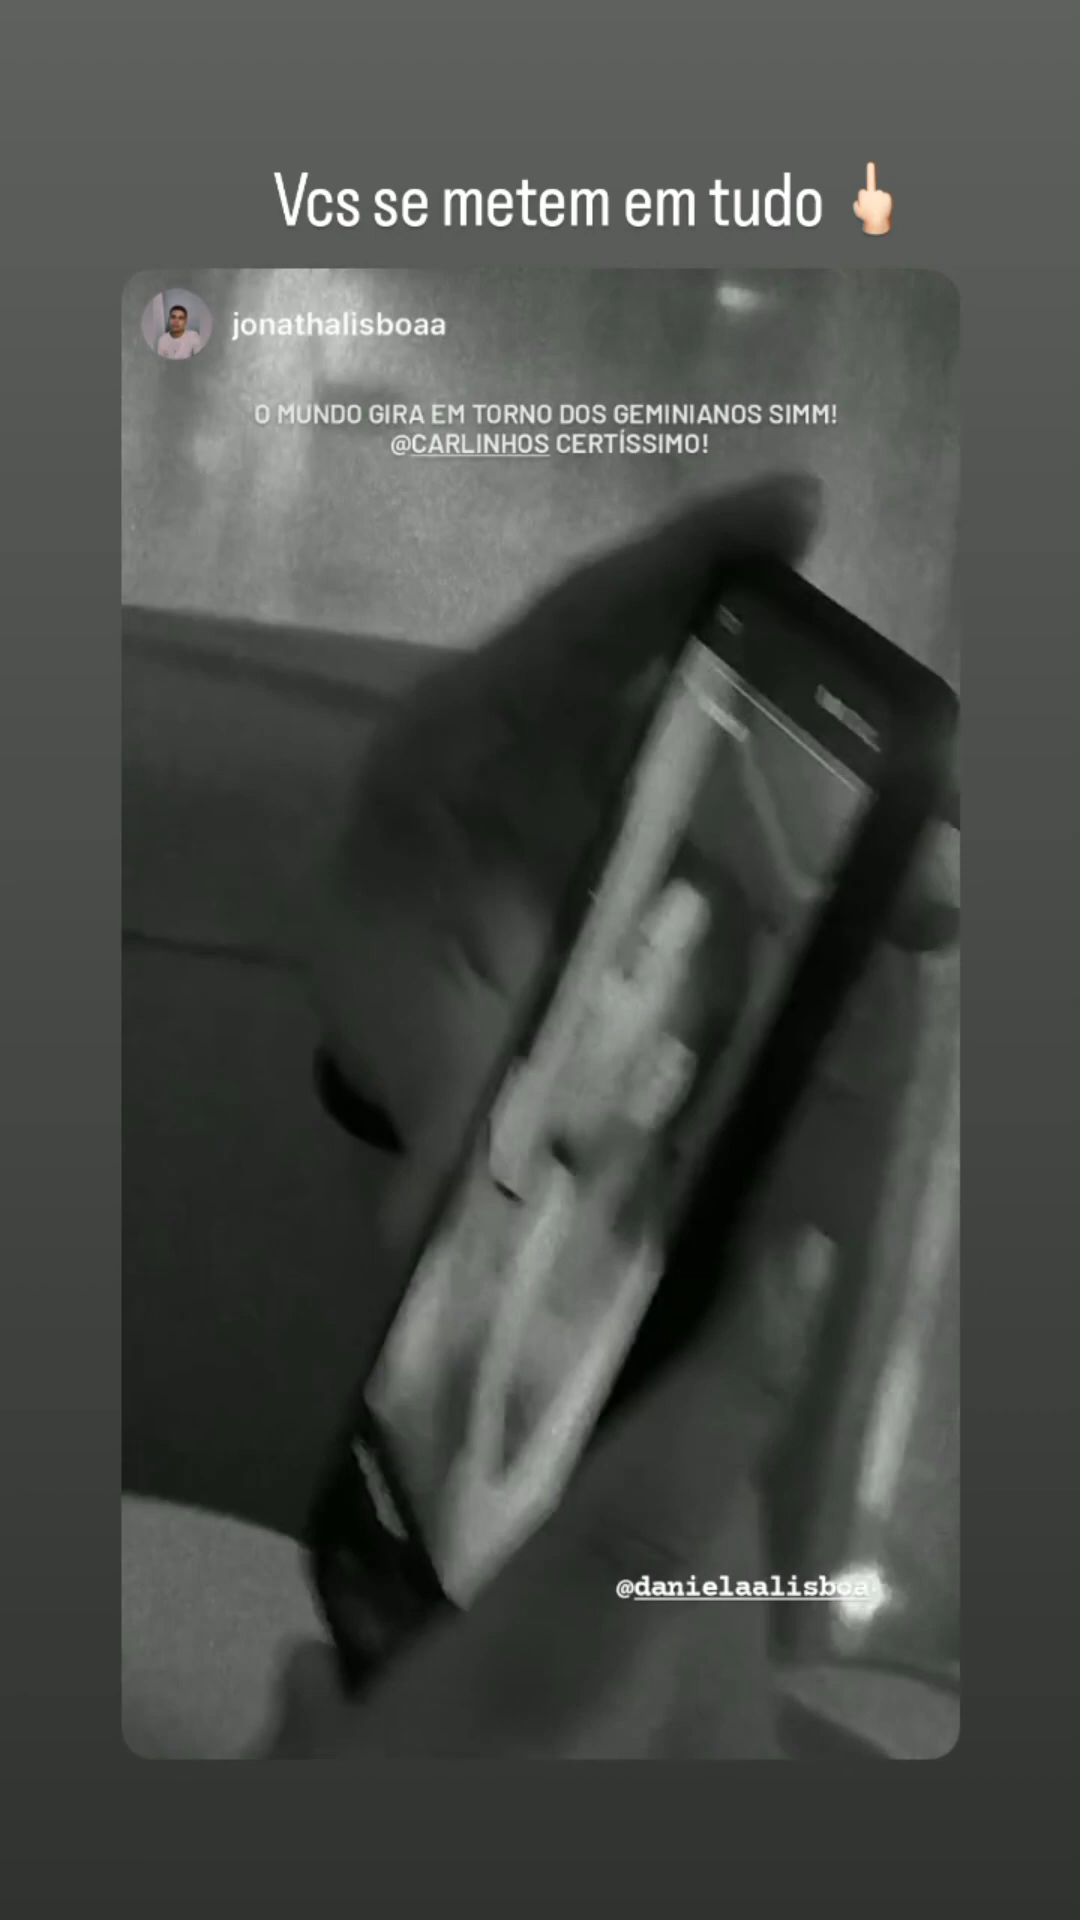 Vcs se metem em tudo 🖕🏻
jonathalisboaa
O MUNDO GIRA EM TORNO DOS GEMINIANOS SIMM!
@CARLINHOS CERTÍSSIMO!
@danielaalisboa